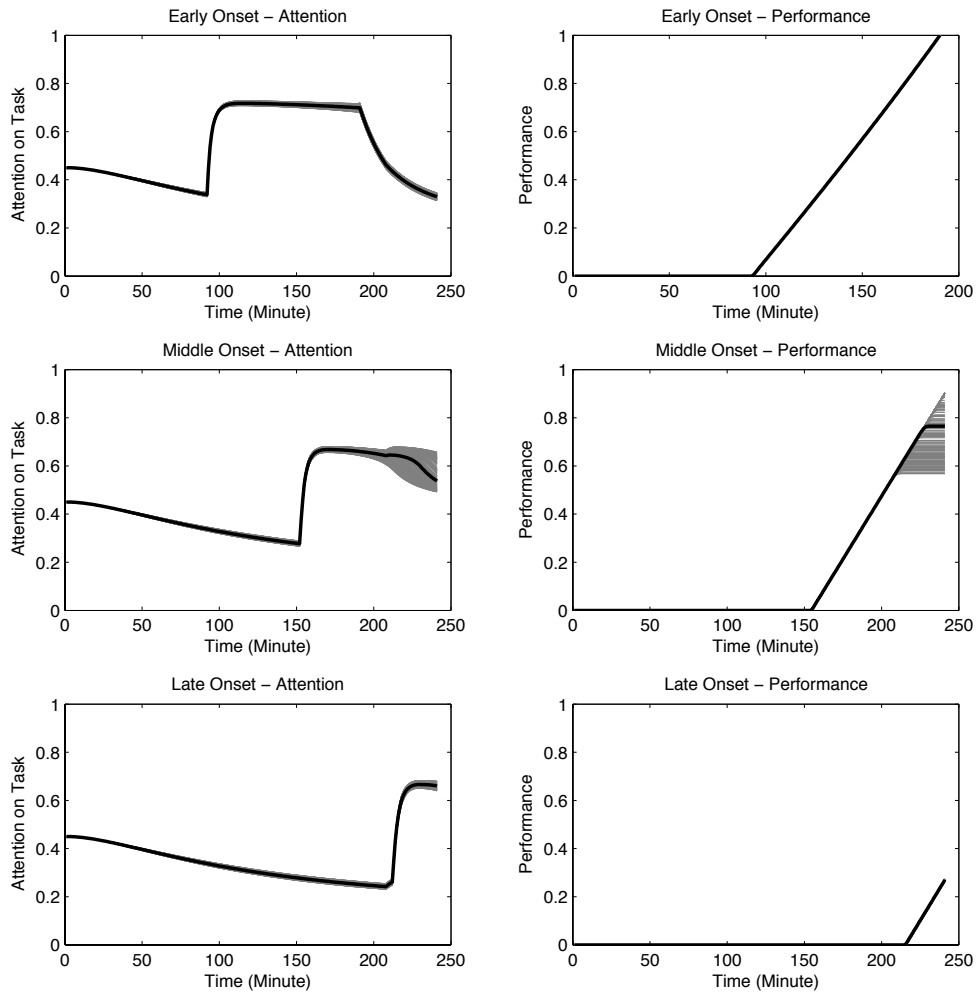 Early Onset – Attention
Attention on Task
1
0.8
0.6
0.4
0.2
0
0 50 100 150 200 250
Time (Minute)
Early Onset – Performance
Performance
1
0.8
0.6
0.4
0.2
0
0 50 100 150 200
Time (Minute)
Middle Onset – Attention
Attention on Task
1
0.8
0.6
0.4
0.2
0
0 50 100 150 200 250
Time (Minute)
Middle Onset – Performance
Performance
1
0.8
0.6
0.4
0.2
0
0 50 100 150 200 250
Time (Minute)
Late Onset – Attention
Attention on Task
1
0.8
0.6
0.4
0.2
0
0 50 100 150 200 250
Time (Minute)
Late Onset – Performance
Performance
1
0.8
0.6
0.4
0.2
0
0 50 100 150 200 250
Time (Minute)